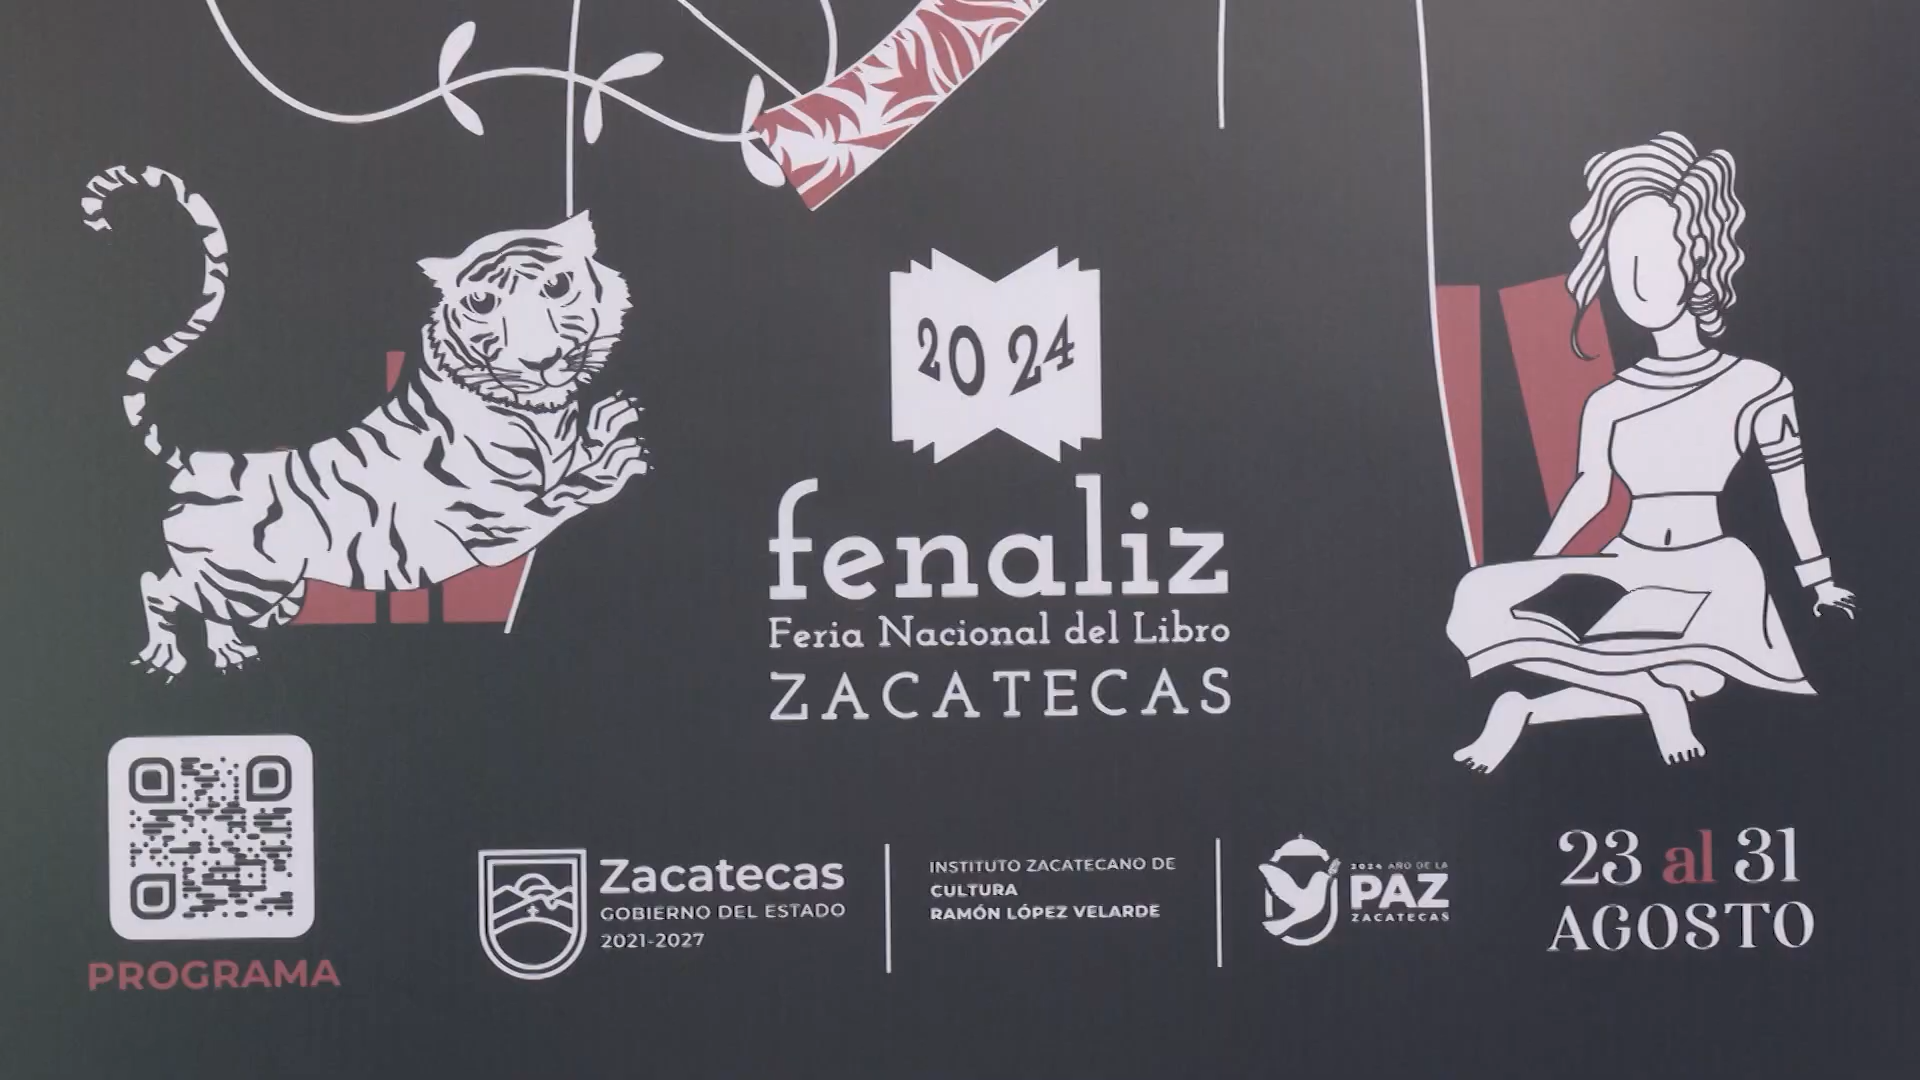 2024
fenaliz
Feria Nacional del Libro
ZACATECAS
PROGRAMA
Zacatecas
GOBIERNO DEL ESTADO
2021-2027
INSTITUTO ZACATECANO DE
CULTURA
RAMÓN LÓPEZ VELARDE
2024 AÑO DE LA
PAZ
ZACATECAS
23 al 31
AGOSTO